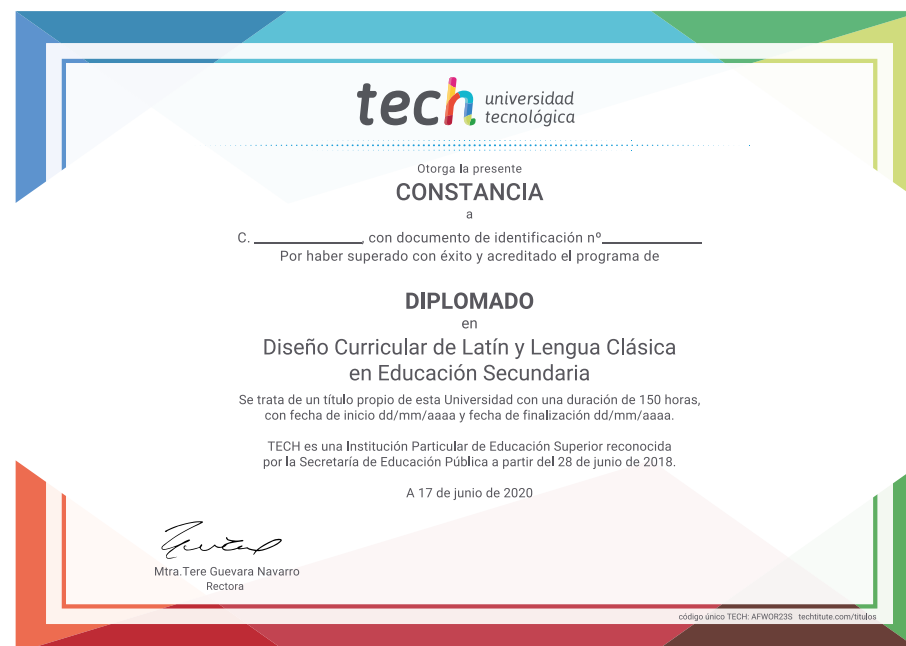 tech universidad
tecnológica
Otorga la presente
CONSTANCIA
a
C. ______________, con documento de identificación nº_____________
Por haber superado con éxito y acreditado el programa de
DIPLOMADO
en
Diseño Curricular de Latín y Lengua Clásica
en Educación Secundaria
Se trata de un título propio de esta Universidad con una duración de 150 horas,
con fecha de inicio dd/mm/aaaa y fecha de finalización dd/mm/aaaa.
TECH es una Institución Particular de Educación Superior reconocida
por la Secretaría de Educación Pública a partir del 28 de junio de 2018.
A 17 de junio de 2020
Mtra.Tere Guevara Navarro
Rectora
código único TECH: AFWOR23S techtitute.com/titulos